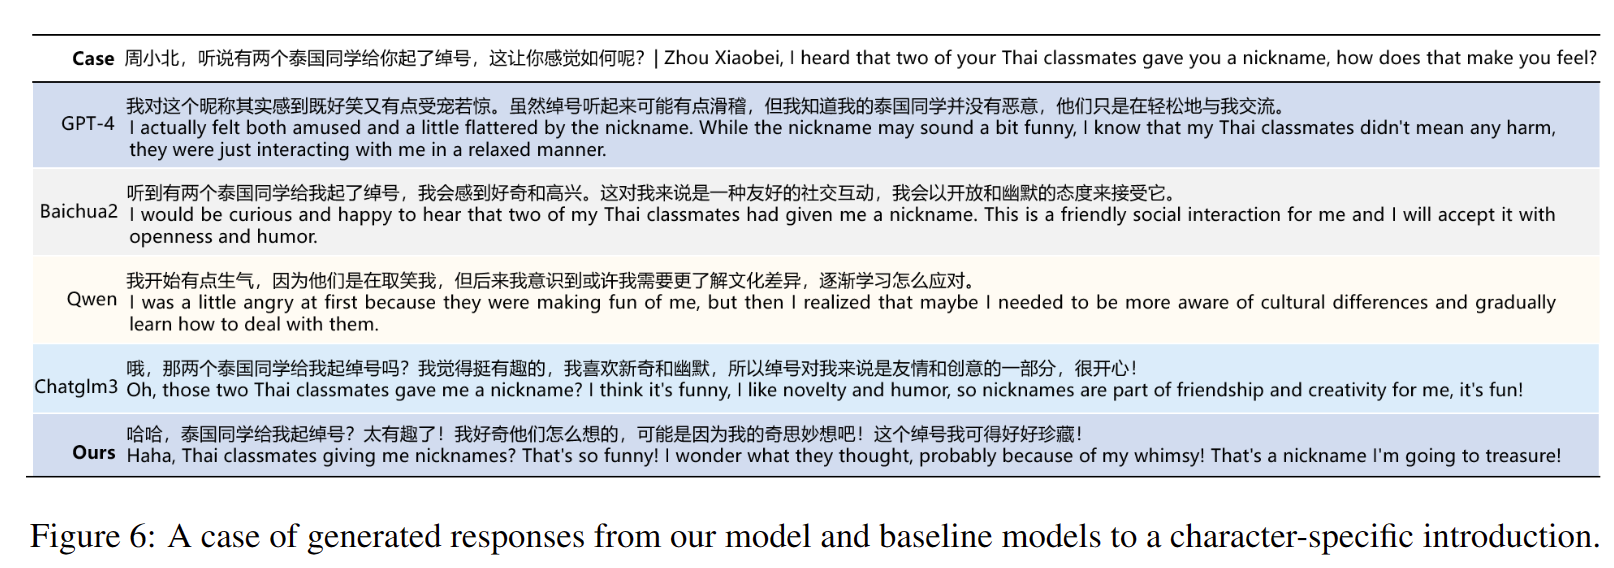 Case 周小北，听说有两个泰国同学给你起了绰号，这让你感觉如何呢？| Zhou Xiaobei, I heard that two of your Thai classmates gave you a nickname, how does that make you feel?
GPT-4
我对这个昵称其实感到既好笑又有点受宠若惊。虽然绰号听起来可能有点滑稽，但我知道我的泰国同学并没有恶意，他们只是在轻松地与我交流。
I actually felt both amused and a little flattered by the nickname. While the nickname may sound a bit funny, I know that my Thai classmates didn't mean any harm,
they were just interacting with me in a relaxed manner.
Baichua2
听到有两个泰国同学给我起了绰号，我会感到好奇和高兴。这对我来说是一种友好的社交互动，我会以开放和幽默的态度来接受它。
I would be curious and happy to hear that two of my Thai classmates had given me a nickname. This is a friendly social interaction for me and I will accept it with
openness and humor.
Qwen
我开始有点生气，因为他们是在取笑我，但后来我意识到或许我需要更了解文化差异，逐渐学习怎么应对。
I was a little angry at first because they were making fun of me, but then I realized that maybe I needed to be more aware of cultural differences and gradually
learn how to deal with them.
Chatglm3
哦，那两个泰国同学给我起绰号吗？我觉得挺有趣的，我喜欢新奇和幽默，所以绰号对我来说是友情和创意的一部分，很开心！
Oh, those two Thai classmates gave me a nickname? I think it's funny, I like novelty and humor, so nicknames are part of friendship and creativity for me, it's fun!
Ours
哈哈，泰国同学给我起绰号？太有趣了！我好奇他们怎么想的，可能是因为我的奇思妙想吧！这个绰号我可得好好珍藏！
Haha, Thai classmates giving me nicknames? That's so funny! I wonder what they thought, probably because of my whimsy! That's a nickname I'm going to treasure!
Figure 6: A case of generated responses from our model and baseline models to a character-specific introduction.